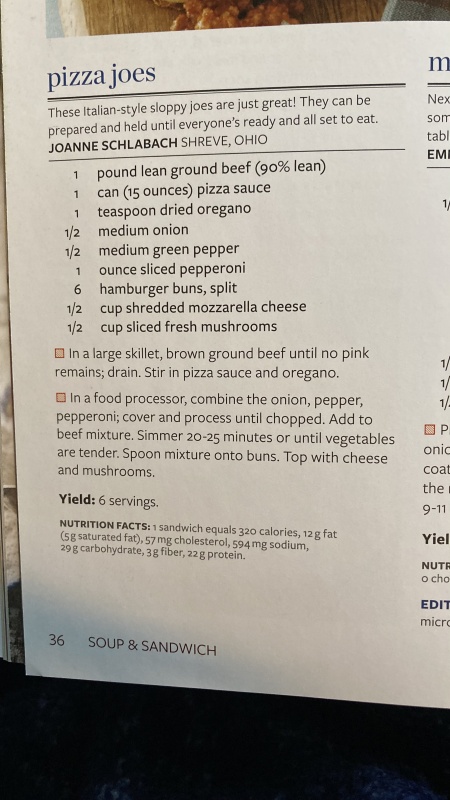 pizza joes
These Italian-style sloppy joes are just great! They can be
prepared and held until everyone's ready and all set to eat.
JOANNE SCHLABACH SHREVE, OHIO
1 pound lean ground beef (90% lean)
1 can (15 ounces) pizza sauce
1 teaspoon dried oregano
1/2 medium onion
1/2 medium green pepper
1 ounce sliced pepperoni
6 hamburger buns, split
1/2 cup shredded mozzarella cheese
1/2 cup sliced fresh mushrooms
In a large skillet, brown ground beef until no pink
remains; drain. Stir in pizza sauce and oregano.
In a food processor, combine the onion, pepper,
pepperoni; cover and process until chopped. Add to
beef mixture. Simmer 20-25 minutes or until vegetables
are tender. Spoon mixture onto buns. Top with cheese
and mushrooms.
Yield: 6 servings.
NUTRITION FACTS: 1 sandwich equals 320 calories, 12 g fat
(5 g saturated fat), 57 mg cholesterol, 594 mg sodium,
29 g carbohydrate, 3 g fiber, 22 g protein.
36 SOUP & SANDWICH
m
Nex
som
tabl
EM
1/
1/
1/
1/
P
onic
coat
the
9-11
Yiel
NUTR
o cho
EDIT
micro